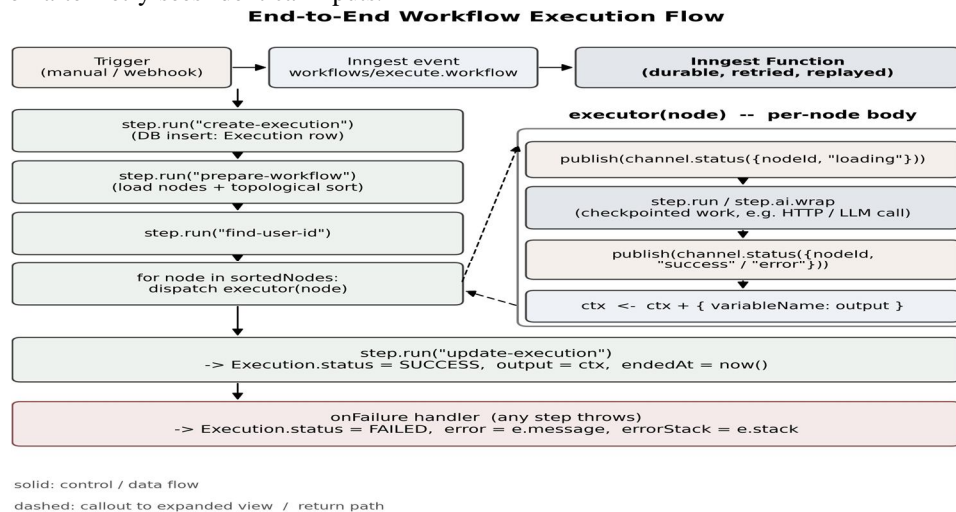 End-to-End Workflow Execution Flow
Trigger
(manual / webhook)
Inngest event
workflows/execute.workflow
Inngest Function
(durable, retried, replayed)
step.run("create-execution")
(DB insert: Execution row)
step.run("prepare-workflow")
(load nodes + topological sort)
step.run("find-user-id")
for node in sortedNodes:
dispatch executor(node)
executor(node) -- per-node body
publish(channel.status({nodeId, "loading"}))
step.run / step.ai.wrap
(checkpointed work, e.g. HTTP / LLM call)
publish(channel.status({nodeId,
"success" / "error"}))
ctx <- ctx + { variableName: output }
step.run("update-execution")
-> Execution.status = SUCCESS, output = ctx, endedAt = now()
onFailure handler (any step throws)
-> Execution.status = FAILED, error = e.message, errorStack = e.stack
solid: control / data flow
dashed: callout to expanded view / return path